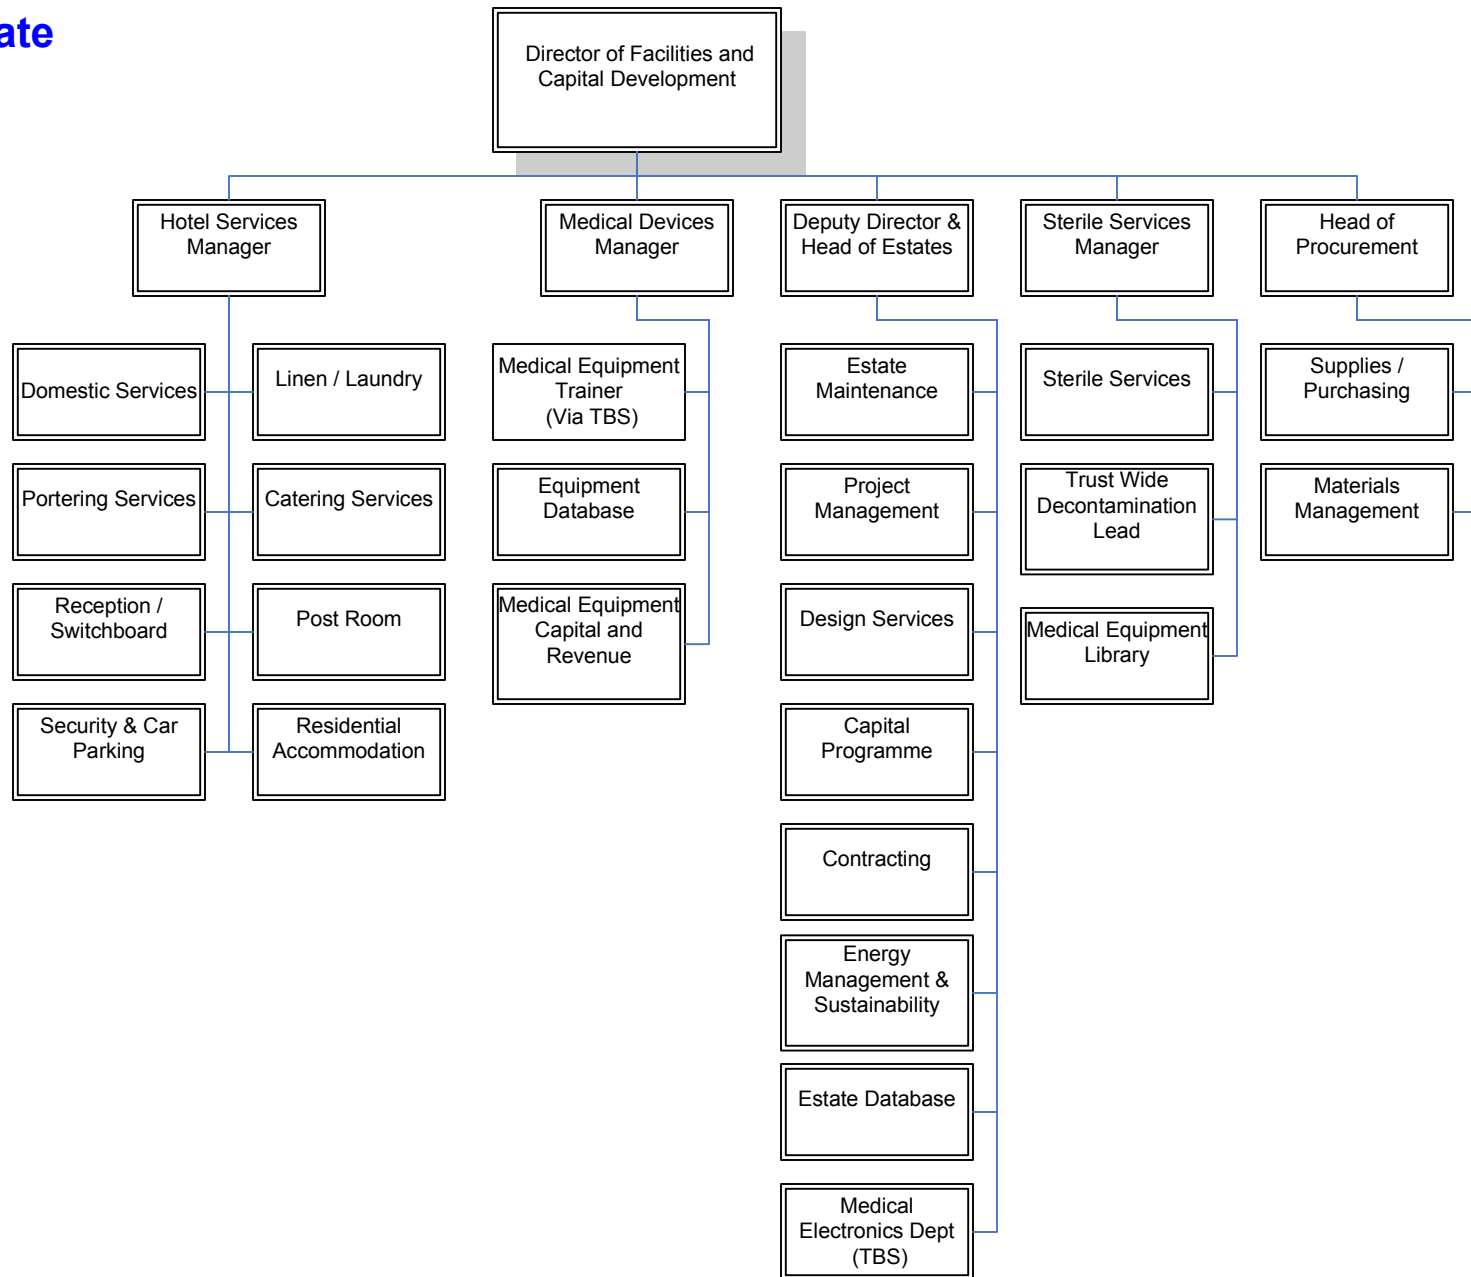 ate
Director of Facilities and
Capital Development
Hotel Services
Manager
Medical Devices
Manager
Deputy Director &
Head of Estates
Sterile Services
Manager
Head of
Procurement
Domestic Services
Linen / Laundry
Medical Equipment
Trainer
(Via TBS)
Estate
Maintenance
Sterile Services
Supplies /
Purchasing
Portering Services
Catering Services
Equipment
Database
Project
Management
Trust Wide
Decontamination
Lead
Materials
Management
Reception /
Switchboard
Post Room
Medical Equipment
Capital and
Revenue
Design Services
Medical Equipment
Library
Security & Car
Parking
Residential
Accommodation
Capital
Programme
Contracting
Energy
Management &
Sustainability
Estate Database
Medical
Electronics Dept
(TBS)